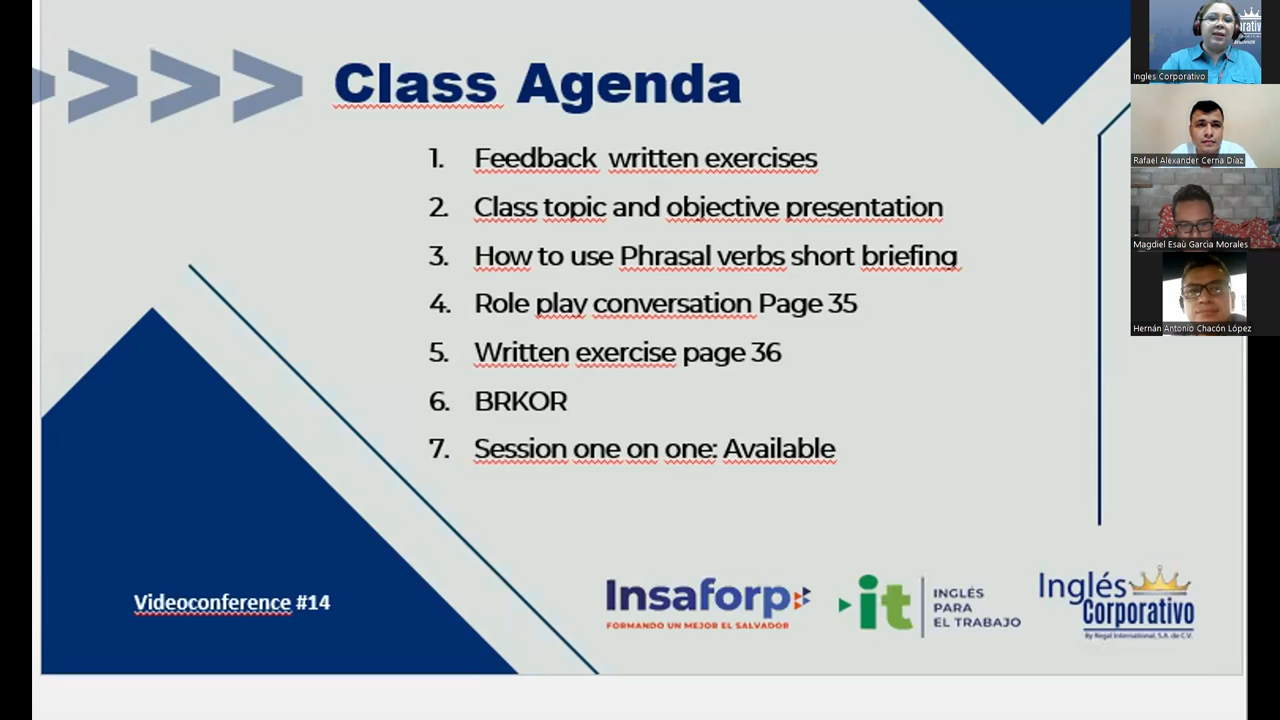 Class Agenda
1. Feedback written exercises
2. Class topic and objective presentation
3. How to use Phrasal verbs short briefing
4. Role play conversation Page 35
5. Written exercise page 36
6. BRKOR
7. Session one on one: Available
Videoconference #14
Insaforp
FORMANDO UN MEJOR EL SALVADOR
it
INGLÉS
PARA
EL TRABAJO
Inglés
Corporativo
By Regal International, S.A. de C.V.
Ingles Corporativo
Rafael Alexander Cerna Díaz
Magdiel Esaú Garcia Morales
Hernán Antonio Chacón López